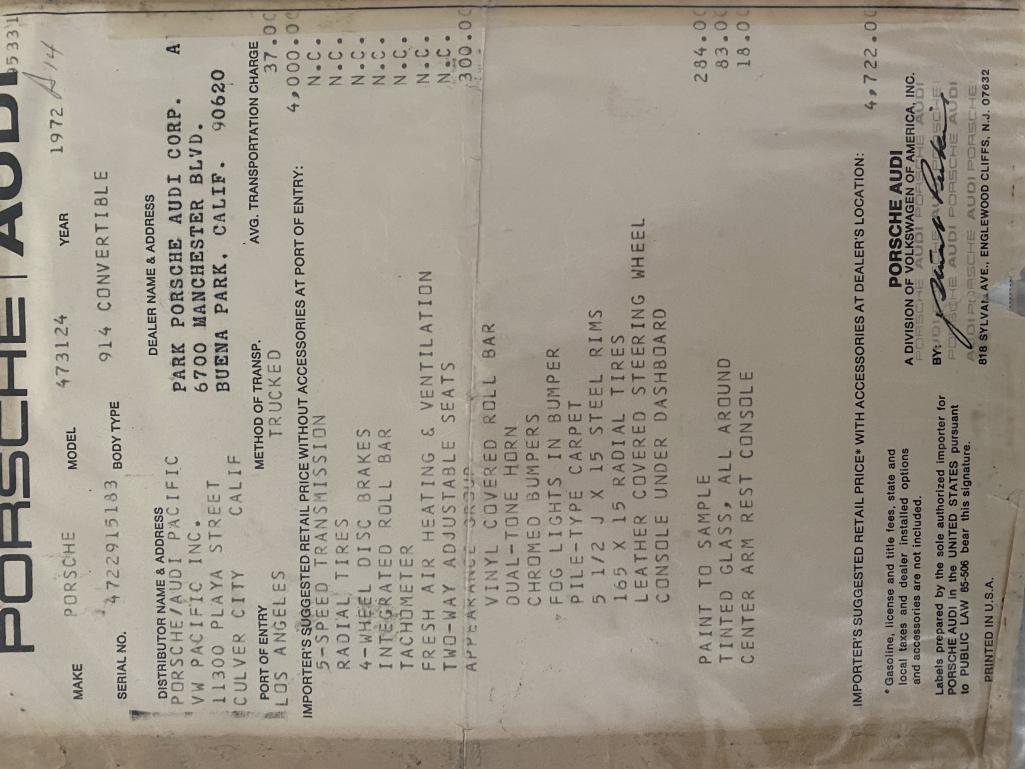 PORSCHE | AUDI
95331
A14
MAKE PORSCHE MODEL 473124 YEAR 1972
SERIAL NO. 4722915183 BODY TYPE 914 CONVERTIBLE
DISTRIBUTOR NAME & ADDRESS DEALER NAME & ADDRESS
PORSCHE/AUDI PACIFIC PARK PORSCHE AUDI CORP. A
VW PACIFIC INC. 6700 MANCHESTER BLVD.
11300 PLAYA STREET BUENA PARK. CALIF. 90620
CULVER CITY CALIF
PORT OF ENTRY METHOD OF TRANSP. AVG. TRANSPORTATION CHARGE
LOS ANGELES TRUCKED 37.00
IMPORTER'S SUGGESTED RETAIL PRICE WITHOUT ACCESSORIES AT PORT OF ENTRY: 4,000.00
5-SPEED TRANSMISSION N.C.
RADIAL TIRES N.C.
4-WHEEL DISC BRAKES N.C.
INTEGRATED ROLL BAR N.C.
TACHOMETER N.C.
FRESH AIR HEATING & VENTILATION N.C.
TWO-WAY ADJUSTABLE SEATS N.C.
APPEARANCE GROUP 300.00
VINYL COVERED ROLL BAR
DUAL-TONE HORN
CHROMED BUMPERS
FOG LIGHTS IN BUMPER
PILE-TYPE CARPET
5 1/2 J X 15 STEEL RIMS
165 X 15 RADIAL TIRES
LEATHER COVERED STEERING WHEEL
CONSOLE UNDER DASHBOARD
PAINT TO SAMPLE 284.00
TINTED GLASS, ALL AROUND 83.00
CENTER ARM REST CONSOLE 18.00
IMPORTER'S SUGGESTED RETAIL PRICE* WITH ACCESSORIES AT DEALER'S LOCATION: 4,722.00
*Gasoline, license and title fees, state and
local taxes and dealer installed options
and accessories are not included.
Labels prepared by the sole authorized importer for
PORSCHE AUDI in the UNITED STATES pursuant
to PUBLIC LAW 85-506 bear this signature.
PRINTED IN U.S.A.
PORSCHE AUDI
A DIVISION OF VOLKSWAGEN OF AMERICA, INC.
BY:
PORSCHE AUDI PORSCHE AUDI
818 SYLVAN AVE., ENGLEWOOD CLIFFS, N.J. 07632